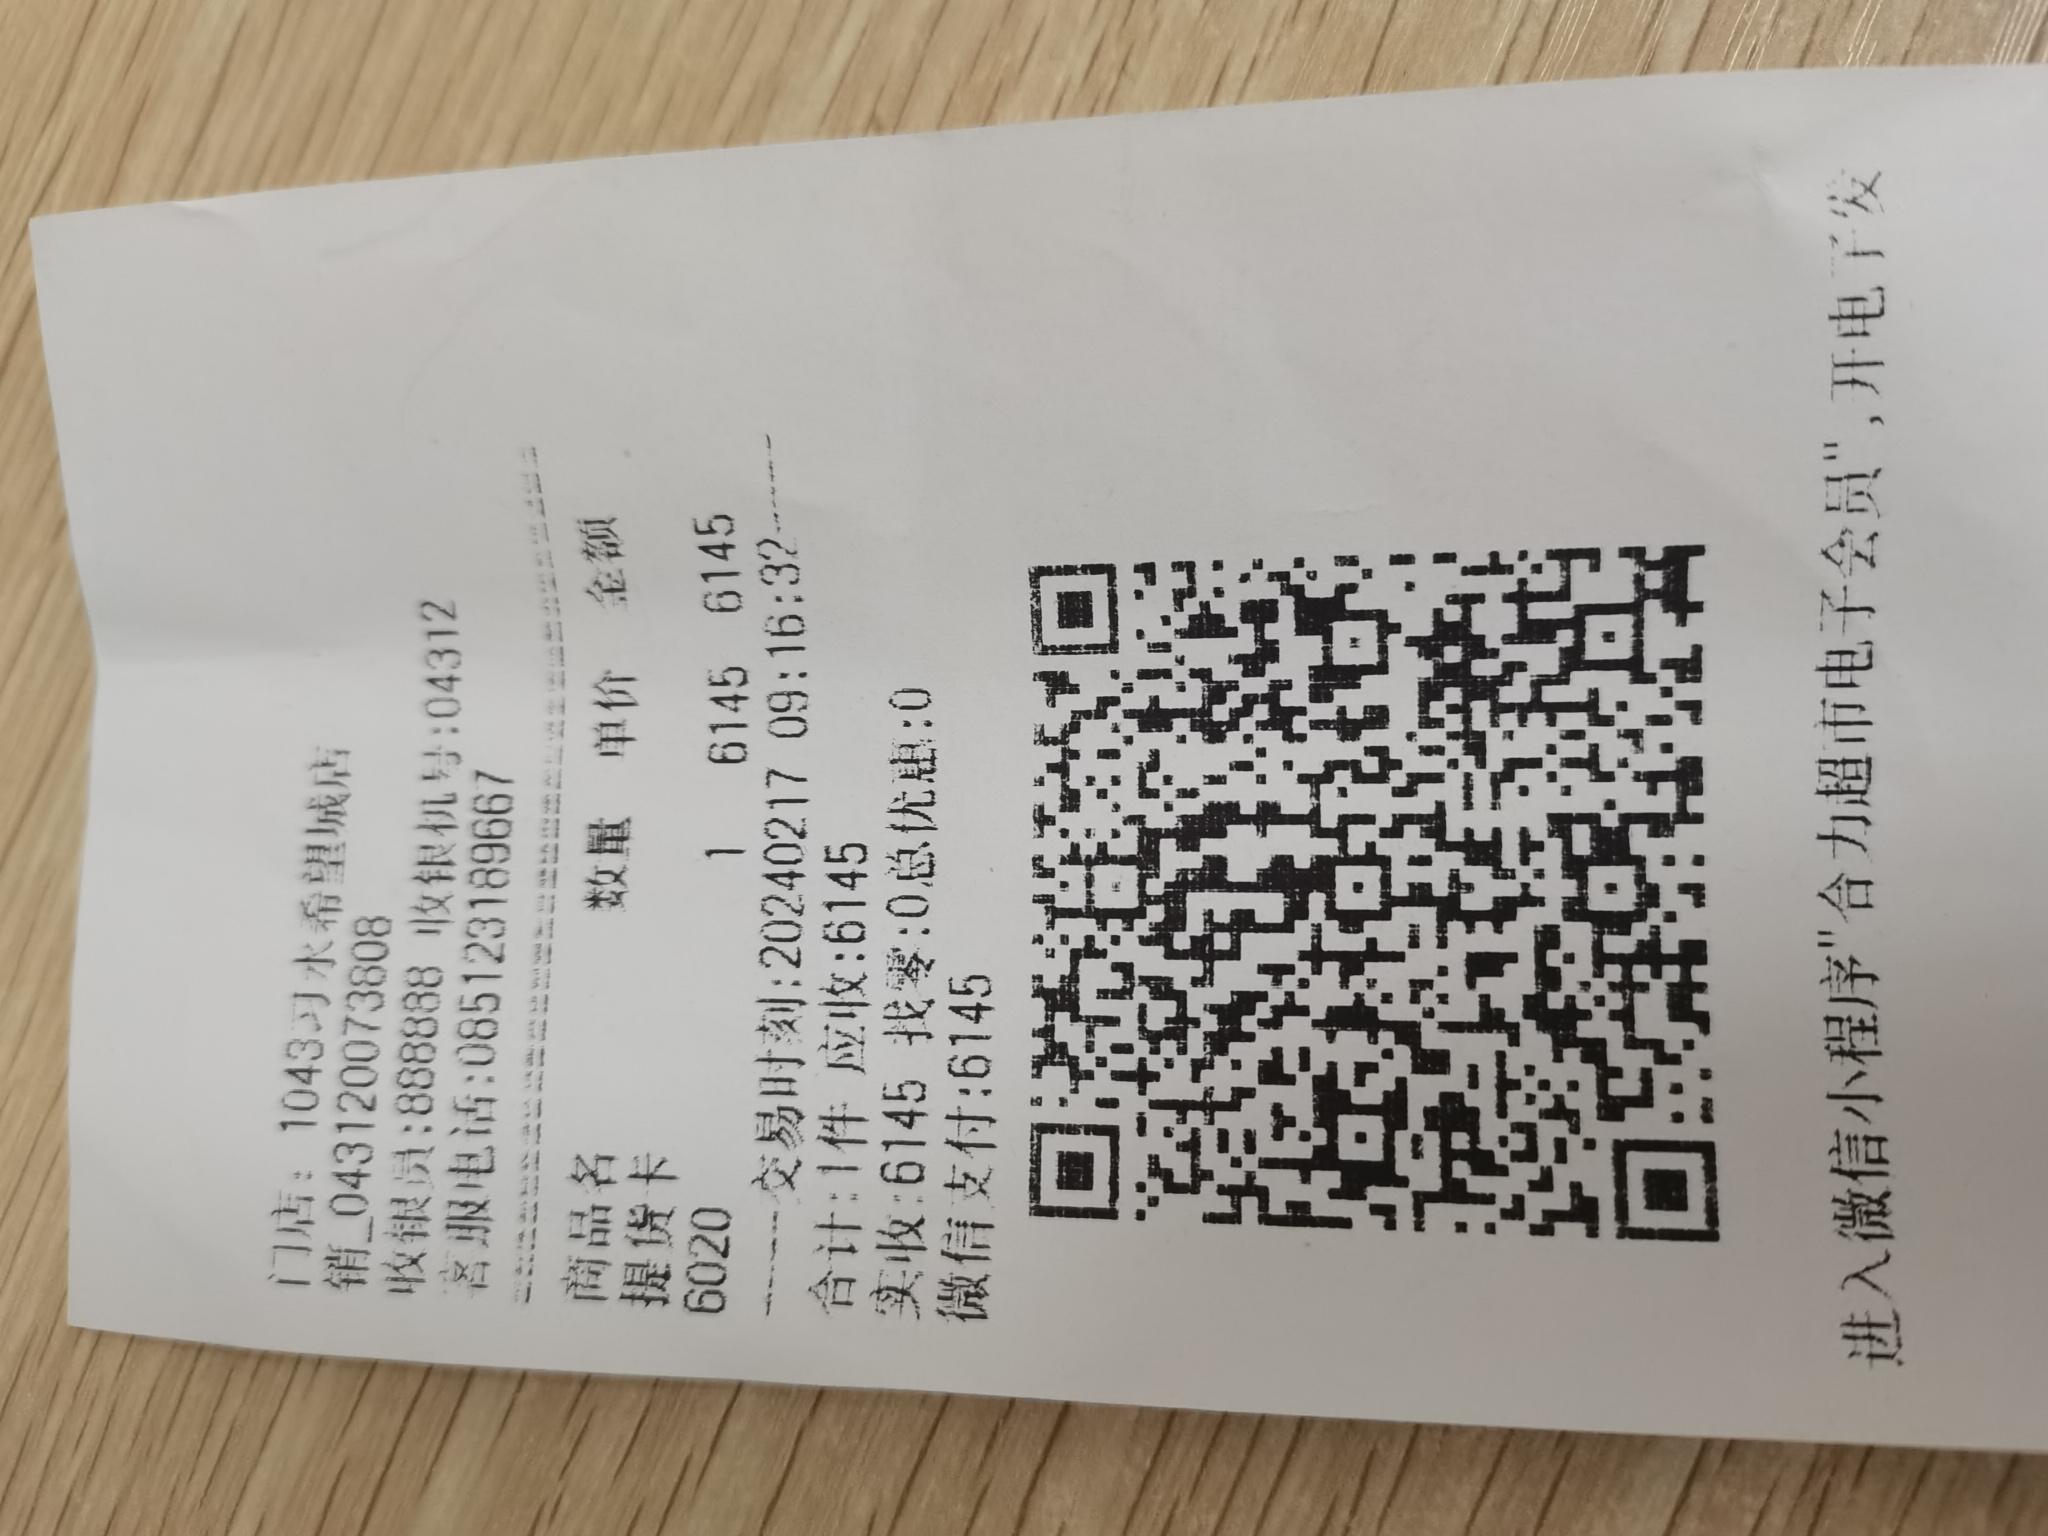 门店: 1043习水希望城店
销_043120073808
收银员:88888 收银机号:04312
客服电话:085123189667
商品名 数量 单价 金额
提货卡
6020 1 6145 6145
交易时刻:20240217 09:16:32
合计:1件 应收:6145
实收:6145 找零:0总优惠:0
微信支付:6145
进入微信小程序"合力超市电子会员",开电子发